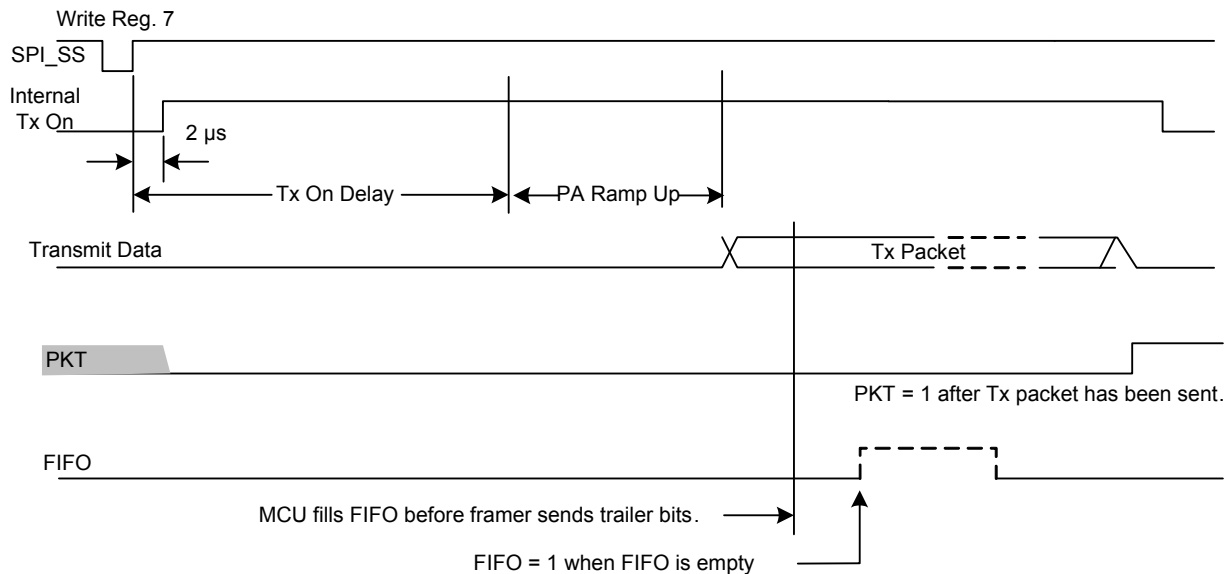 Write Reg. 7
SPI_SS
Internal
Tx On
2 µs
Tx On Delay
PA Ramp Up
Transmit Data
Tx Packet
PKT
PKT = 1 after Tx packet has been sent.
FIFO
MCU fills FIFO before framer sends trailer bits.
FIFO = 1 when FIFO is empty